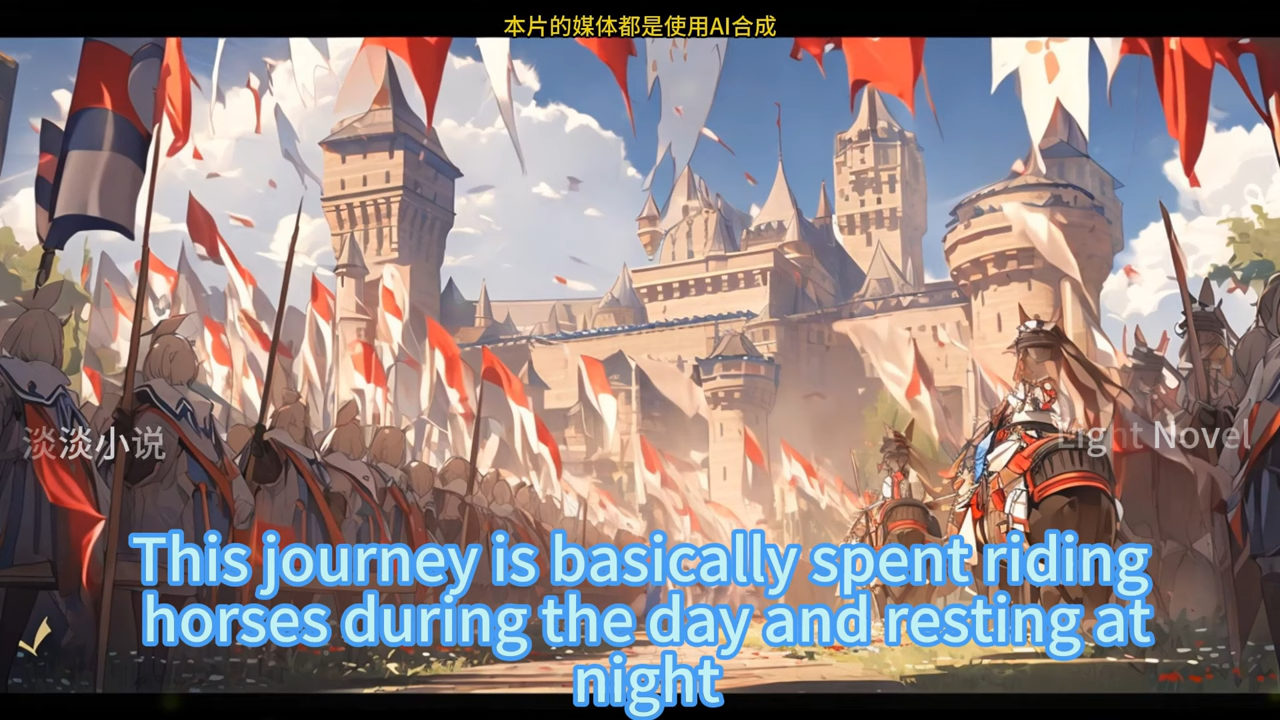 本片的媒体都是使用AI合成
淡淡小说
Light Novel
This journey is basically spent riding
horses during the day and resting at
night